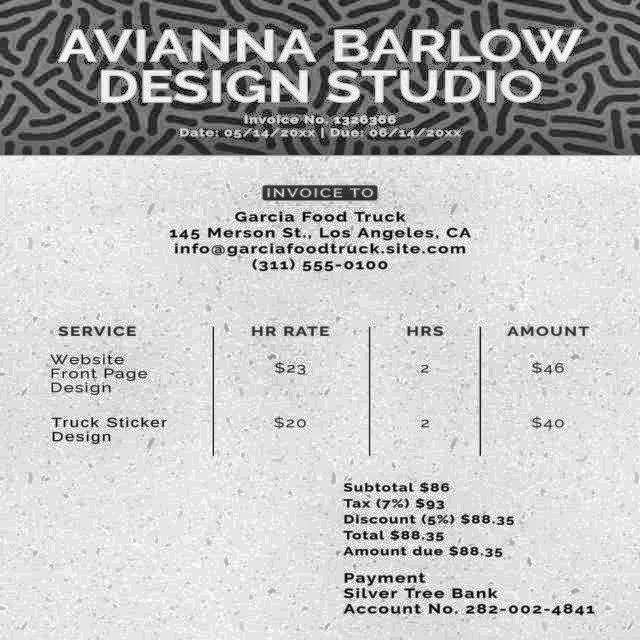 AVIANNA BARLOW
DESIGN STUDIO
Invoice No. 1326366
Date: 05/14/20xx | Due: 06/14/20xx
INVOICE TO
Garcia Food Truck
145 Merson St., Los Angeles, CA
info@garciafoodtruck.site.com
(311) 555-0100
SERVICE HR RATE HRS AMOUNT
Website
Front Page $23 2 $46
Design
Truck Sticker $20 2 $40
Design
Subtotal $86
Tax (7%) $93
Discount (5%) $88.35
Total $88.35
Amount due $88.35
Payment
Silver Tree Bank
Account No. 282-002-4841